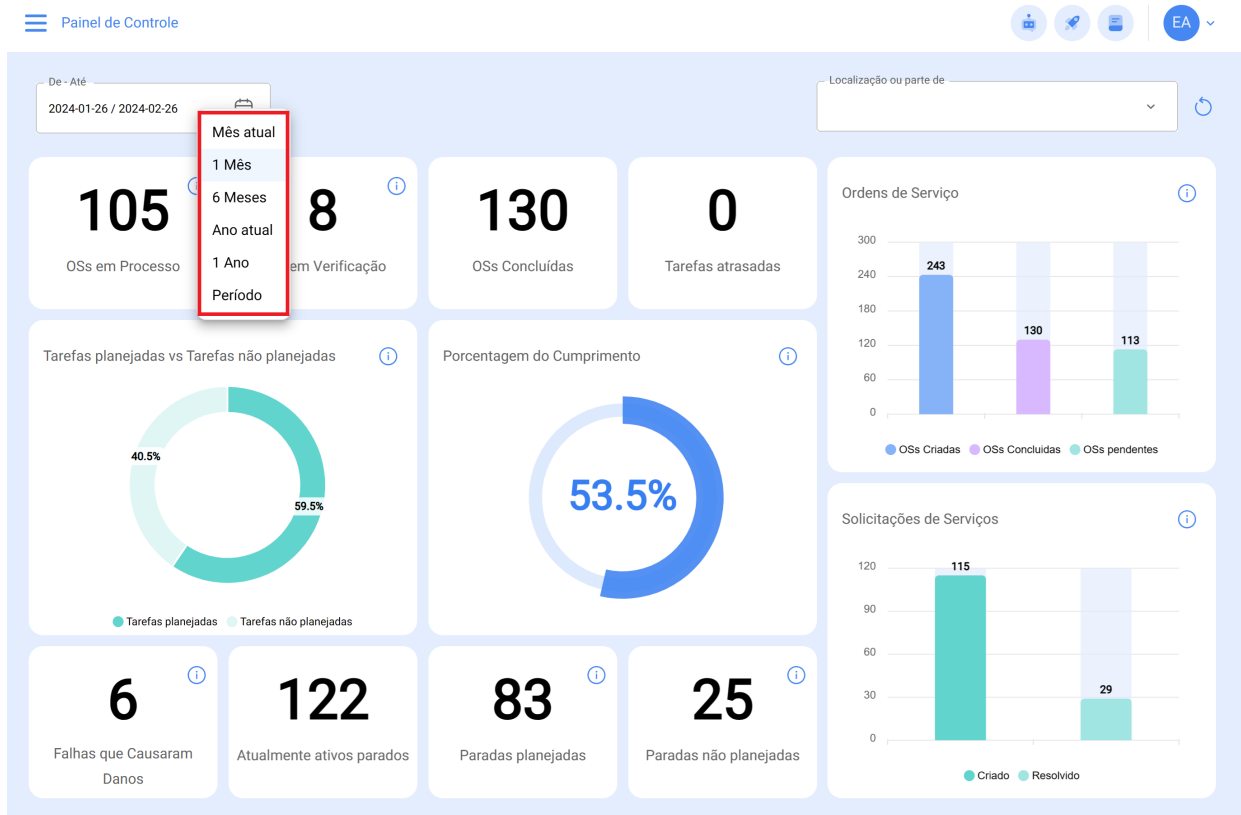 Painel de Controle
EA
De - Até
2024-01-26 / 2024-02-26
Mês atual
1 Mês
6 Meses
Ano atual
1 Ano
Período
Localização ou parte de
105
OSs em Processo
8
em Verificação
130
OSs Concluídas
0
Tarefas atrasadas
Ordens de Serviço
300
240
180
120
60
0
243
130
113
OSs Criadas
OSs Concluidas
OSs pendentes
Tarefas planejadas vs Tarefas não planejadas
40.5%
59.5%
Tarefas planejadas
Tarefas não planejadas
Porcentagem do Cumprimento
53.5%
Solicitações de Serviços
120
90
60
30
0
115
29
Criado
Resolvido
6
Falhas que Causaram
Danos
122
Atualmente ativos parados
83
Paradas planejadas
25
Paradas não planejadas